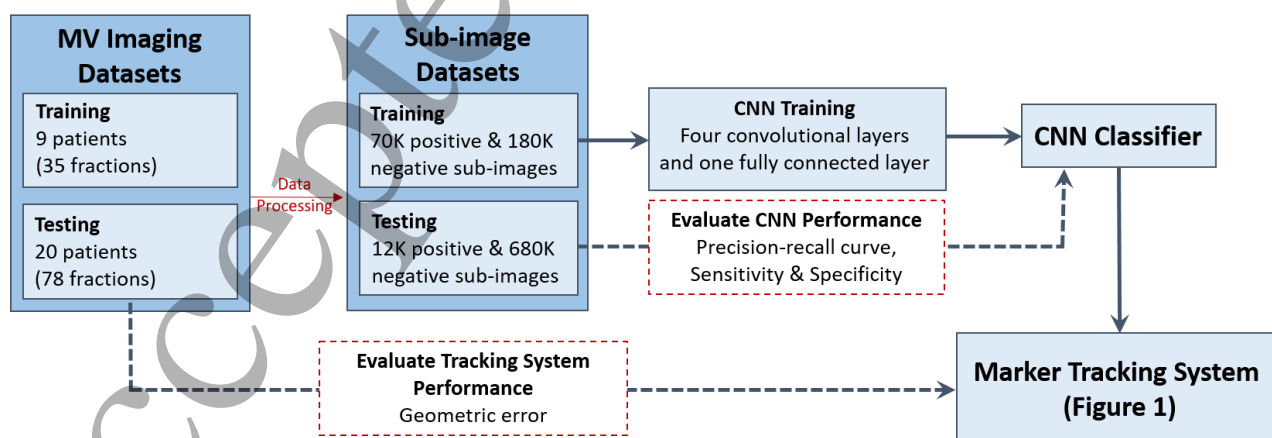 MV Imaging
Datasets
Training
9 patients
(35 fractions)
Testing
20 patients
(78 fractions)
Data
Processing
Sub-image
Datasets
Training
70K positive & 180K
negative sub-images
Testing
12K positive & 680K
negative sub-images
CNN Training
Four convolutional layers
and one fully connected layer
CNN Classifier
Evaluate CNN Performance
Precision-recall curve,
Sensitivity & Specificity
Evaluate Tracking System
Performance
Geometric error
Marker Tracking System
(Figure 1)
ccepte